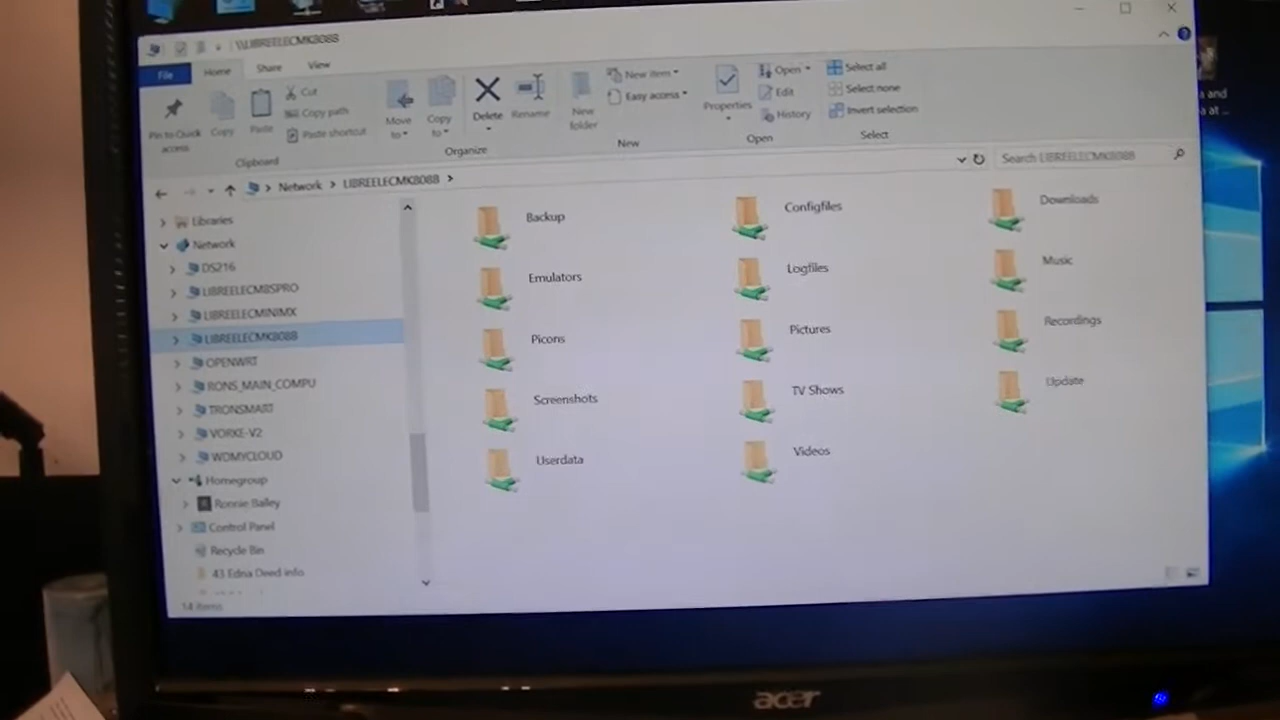 \\LIBREELECMK808B
File Home Share View
Pin to Quick access
Copy
Paste
Cut
Copy path
Paste shortcut
Clipboard
Move to
Copy to
Delete
Rename
Organize
New folder
New item
Easy access
New
Properties
Open
Edit
History
Open
Select all
Select none
Invert selection
Select
Network > LIBREELECMK808B >
Search LIBREELECMK808B
Libraries
Network
DS216
LIBREELECM8SPRO
LIBREELECMINIMX
LIBREELECMK808B
OPENWRT
RONS_MAIN_COMPU
TRONSMART
VORKE-V2
WDMYCLOUD
Homegroup
Ronnie Bailey
Control Panel
Recycle Bin
43 Edna Deed info
14 items
Backup
Configfiles
Downloads
Emulators
Logfiles
Music
Picons
Pictures
Recordings
Screenshots
TV Shows
Update
Userdata
Videos
and
at ...
acer